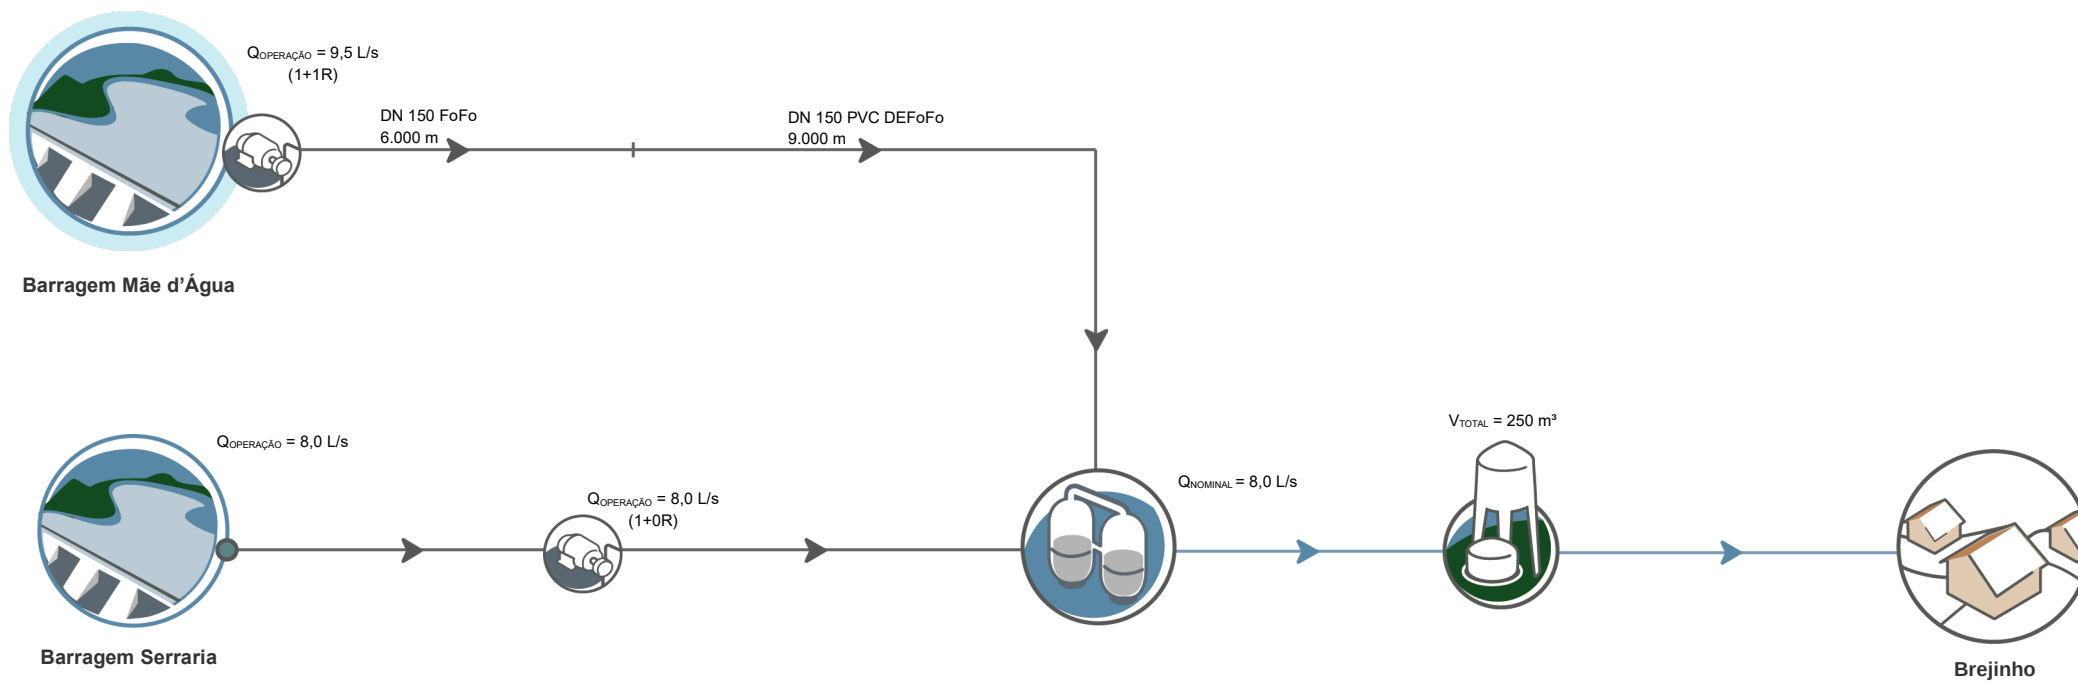 QOPERAÇÃO = 9,5 L/s
(1+1R)
DN 150 FoFo
6.000 m
DN 150 PVC DEFoFo
9.000 m
Barragem Mãe d’Água
QOPERAÇÃO = 8,0 L/s
QOPERAÇÃO = 8,0 L/s
(1+0R)
QNOMINAL = 8,0 L/s
VTOTAL = 250 m³
Barragem Serraria
Brejinho